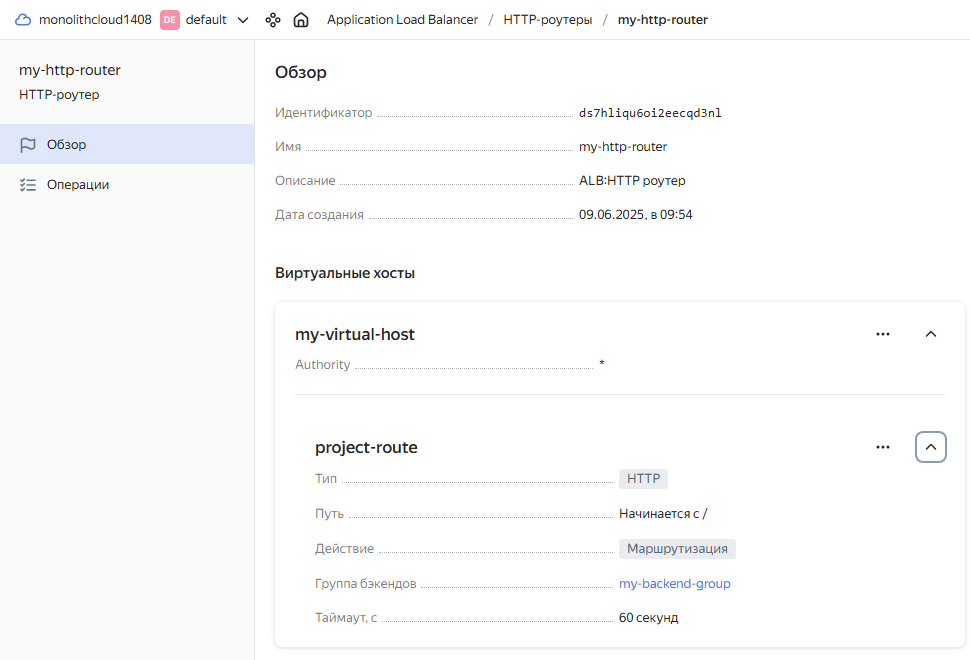 monolithcloud1408 DE default Application Load Balancer / HTTP-роутеры / my-http-router
my-http-router
HTTP-роутер
Обзор
Операции
Обзор
Идентификатор ds7hliqu6oi2eecqd3nl
Имя my-http-router
Описание ALB:HTTP роутер
Дата создания 09.06.2025, в 09:54
Виртуальные хосты
my-virtual-host
Authority *
project-route
Тип HTTP
Путь Начинается с /
Действие Маршрутизация
Группа бэкендов my-backend-group
Таймаут, с 60 секунд